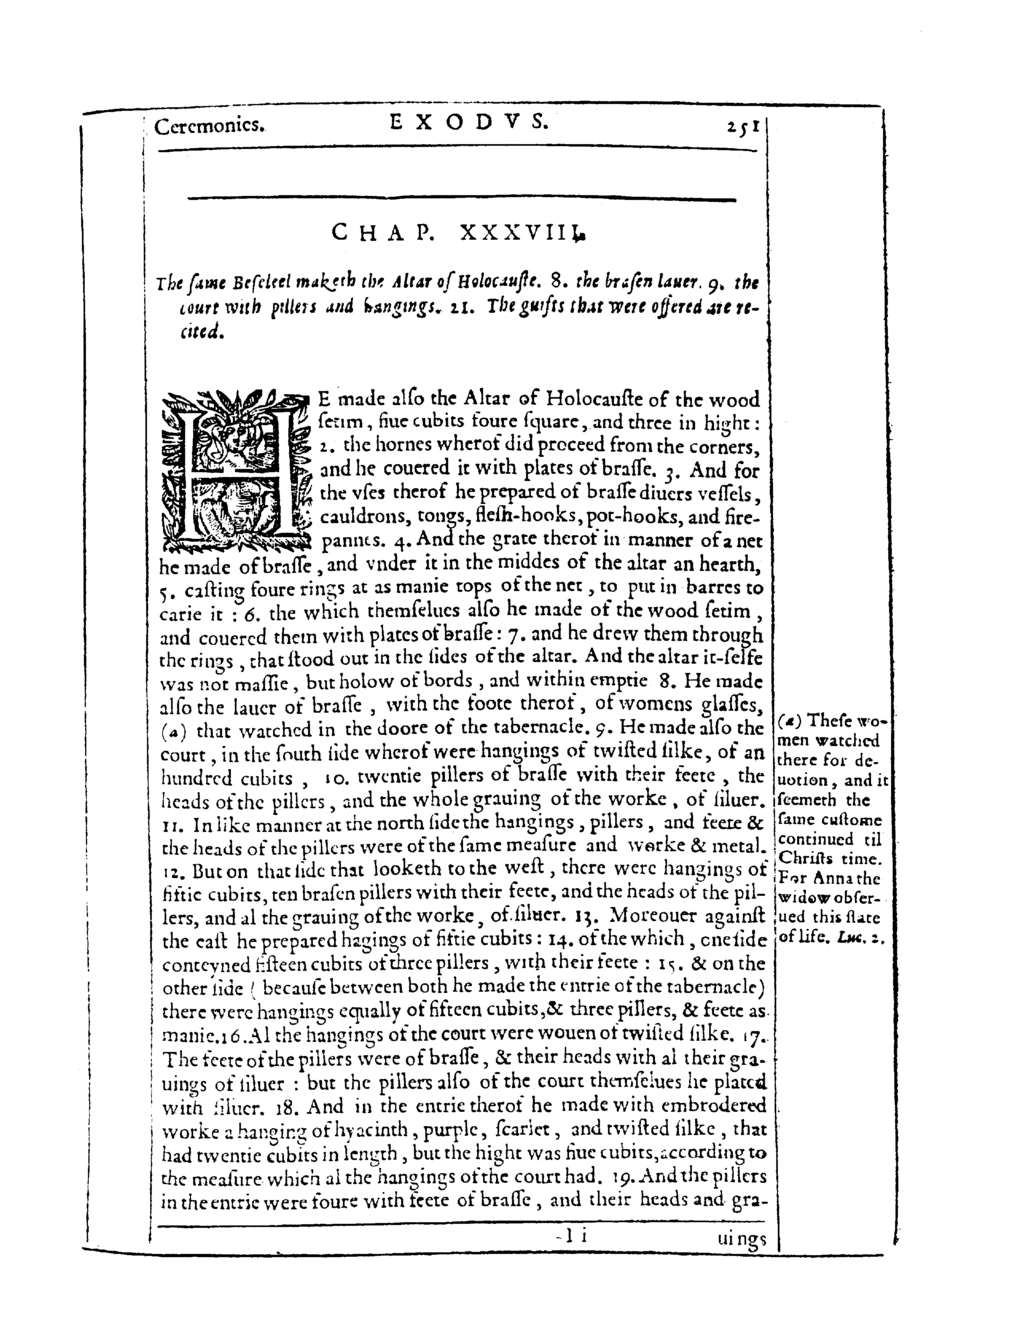 Ceremonies. EXODVS. 251
CHAP. XXXVIII.
The ſame Beſeleel maketh the Altar of Holocauſte. 8. the braſen lauer. 9. the
court with pillers and hangings. 21. The guifts that were offered are re-
cited.
HE made alſo the Altar of Holocauſte of the wood
ſetim, fiue cubits foure ſquare, and three in hight:
2. the hornes wherof did proceed from the corners,
and he couered it with plates of braſſe. 3. And for
the vſes therof he prepared of braſſe diuers veſſels,
cauldrons, tongs, fleſh-hooks, pot-hooks, and fire-
pannes. 4. And the grate therof in manner of a net
he made of braſſe, and vnder it in the middes of the altar an hearth,
5. caſting foure rings at as manie tops of the net, to put in barres to
carie it : 6. the which themſelues alſo he made of the wood ſetim,
and couered them with plates of braſſe: 7. and he drew them through
the rings, that ſtood out in the ſides of the altar. And the altar it-ſelfe
was not maſſie, but holow of bords, and within emptie 8. He made
alſo the lauer of braſſe, with the foote therof, of womens glaſſes,
(a) that watched in the doore of the tabernacle. 9. He made alſo the
court, in the ſouth ſide wherof were hangings of twiſted ſilke, of an
hundred cubits, 10. twentie pillers of braſſe with their feete, the
heads of the pillers, and the whole grauing of the worke, of ſiluer.
11. In like manner at the north ſide the hangings, pillers, and feete &
the heads of the pillers were of the ſame meaſure and worke & metal.
12. But on that ſide that looketh to the weſt, there were hangings of
fiftie cubits, ten braſen pillers with their feete, and the heads of the pil-
lers, and al the grauing of the worke, of ſiluer. 13. Moreouer againſt
the eaſt he prepared hagings of fiftie cubits: 14. of the which, one ſide
conteyned fifteen cubits of three pillers, with their feete : 15. & on the
other ſide ( becauſe between both he made the entrie of the tabernacle)
there were hangings equally of fifteen cubits, & three pillers, & feete as
manie. 16. Al the hangings of the court were wouen of twiſted ſilke. 17.
The feete of the pillers were of braſſe, & their heads with al their gra-
uings of ſiluer : but the pillers alſo of the court themſelues he plated
with ſiluer. 18. And in the entrie therof he made with embrodered
worke a hanging of hyacinth, purple, ſcarlet, and twiſted ſilke, that
had twentie cubits in length, but the hight was fiue cubits, according to
the meaſure which al the hangings of the court had. 19. And the pillers
in the entrie were foure with feete of braſſe, and their heads and gra-
(a) Theſe wo-
men watched
there for de-
uotion, and it
ſeemeth the
ſame cuſtome
continued til
Chriſts time.
For Anna the
widow obſer-
ued this ſtate
of life. Luc. 2.
-I i uings